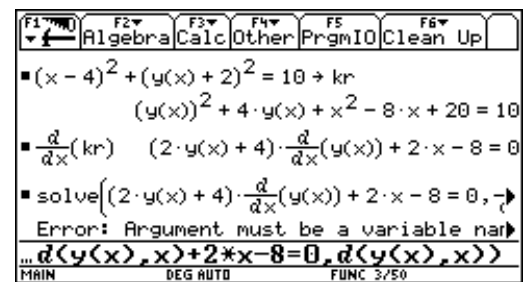 F1 F2 F3 F4 F5 F6
Algebra Calc Other PrgmIO Clean Up
▪(x - 4)² + (y(x) + 2)² = 10 → kr
(y(x))² + 4·y(x) + x² - 8·x + 20 = 10
▪d/dx(kr) (2·y(x) + 4)·d/dx(y(x)) + 2·x - 8 = 0
▪solve((2·y(x) + 4)·d/dx(y(x)) + 2·x - 8 = 0,
Error: Argument must be a variable nam
…d(y(x),x)+2*x-8=0,d(y(x),x))
MAIN DEG AUTO FUNC 3/50